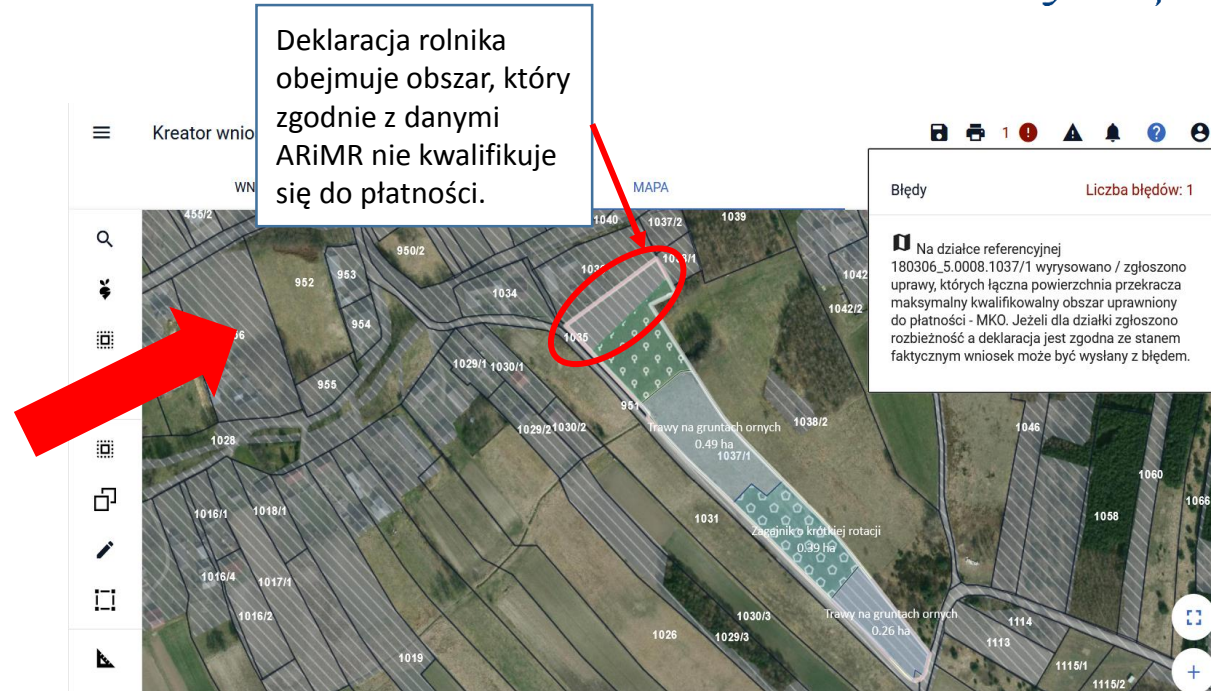 Deklaracja rolnika
obejmuje obszar, który
zgodnie z danymi
ARiMR nie kwalifikuje
się do płatności.
Kreator wnio
1
WN
MAPA
Błędy
Liczba błędów: 1
Na działce referencyjnej
180306_5.0008.1037/1 wyrysowano / zgłoszono
uprawy, których łączna powierzchnia przekracza
maksymalny kwalifikowalny obszar uprawniony
do płatności - MKO. Jeżeli dla działki zgłoszono
rozbieżność a deklaracja jest zgodna ze stanem
faktycznym wniosek może być wysłany z błędem.
455/2
1040
1037/2
1039
950/2
952
953
1042
1034
1042/2
954
1035
1029/1
1030/1
955
951
1029/2
1030/2
Trawy na gruntach ornych
0.49 ha
1037/1
1038/2
1046
1028
1060
1066
1016/1
1018/1
1031
1058
Zagajnik o krótkiej rotacji
0.39 ha
1016/4
1017/1
1016/2
1030/3
Trawy na gruntach ornych
0.26 ha
1114
1026
1029/3
1113
1019
1115/1
1115/2